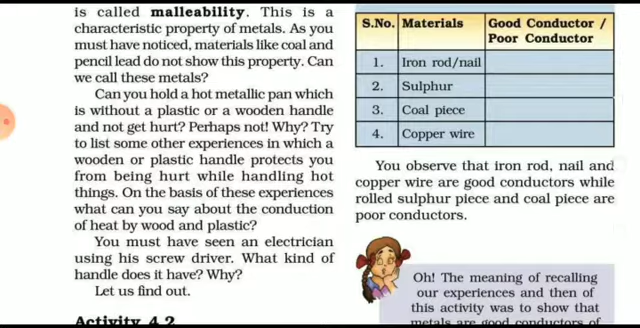 is called malleability. This is a
characteristic property of metals. As you
must have noticed, materials like coal and
pencil lead do not show this property. Can
we call these metals?
Can you hold a hot metallic pan which
is without a plastic or a wooden handle
and not get hurt? Perhaps not! Why? Try
to list some other experiences in which a
wooden or plastic handle protects you
from being hurt while handling hot
things. On the basis of these experiences
what can you say about the conduction
of heat by wood and plastic?
You must have seen an electrician
using his screw driver. What kind of
handle does it have? Why?
Let us find out.
Activity 4.2
S.No. Materials Good Conductor /
Poor Conductor
1. Iron rod/nail
2. Sulphur
3. Coal piece
4. Copper wire
You observe that iron rod, nail and
copper wire are good conductors while
rolled sulphur piece and coal piece are
poor conductors.
Oh! The meaning of recalling
our experiences and then of
this activity was to show that
metals are good conductors of